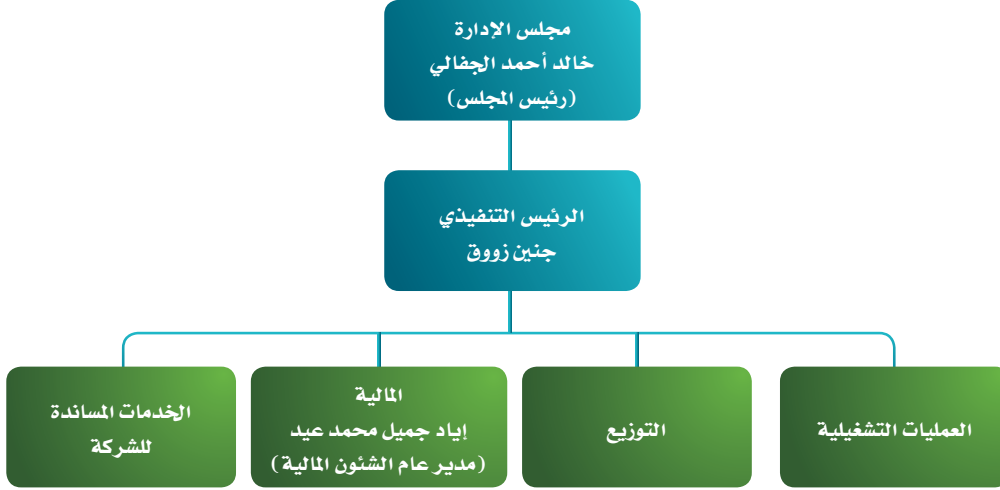 مجلس الإدارة
خالد أحمد الجفالي
(رئيس المجلس)
الرئيس التنفيذي
جنين زووق
العمليات التشغيلية
التوزيع
المالية
إياد جميل محمد عيد
(مدير عام الشئون المالية)
الخدمات المساندة
للشركة